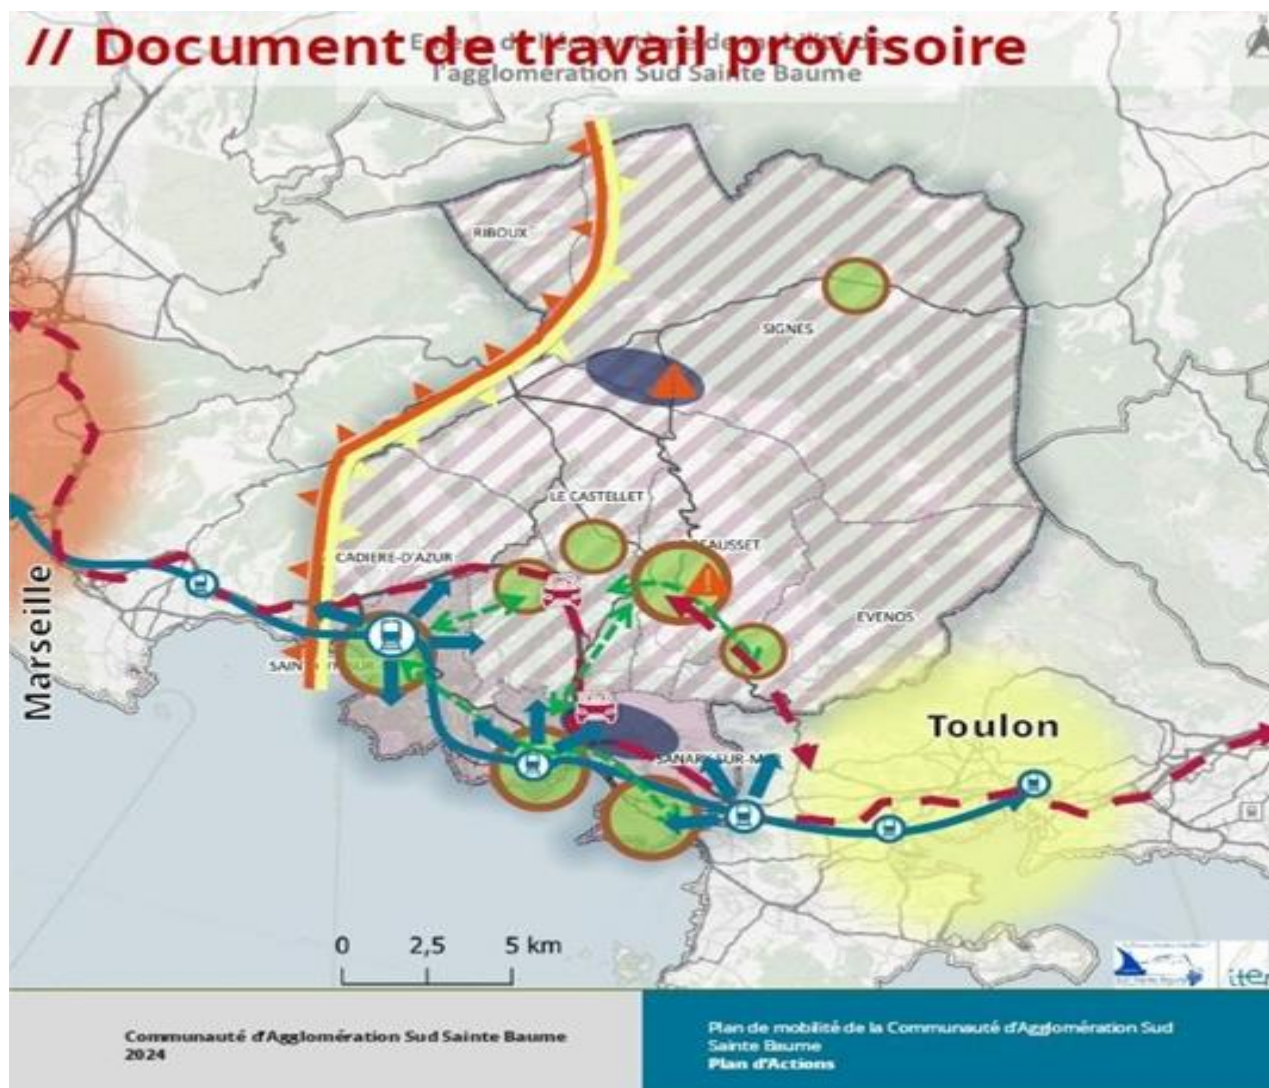 // Document de travail provisoire
l'agglomération Sud Sainte Baume
RIBOUX
SIGNES
LE CASTELLET
CADIERE-D'AZUR
EVENOS
Marseille
Toulon
0 2,5 5 km
Communauté d'Agglomération Sud Sainte Baume
2024
Plan de mobilité de la Communauté d'Agglomération Sud
Sainte Baume
Plan d'Actions